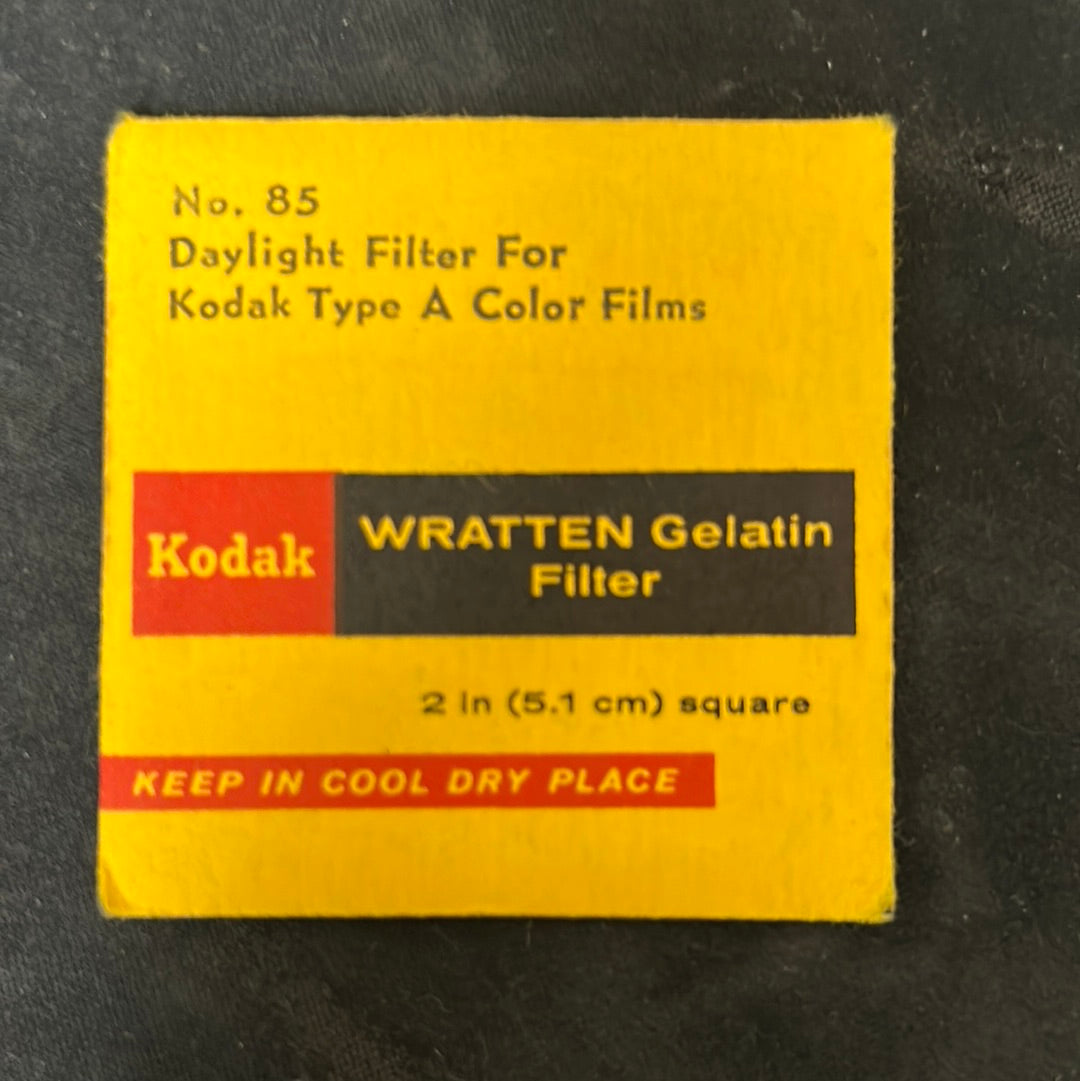 No. 85
Daylight Filter For
Kodak Type A Color Films
Kodak
WRATTEN Gelatin
Filter
2 in (5.1 cm) square
KEEP IN COOL DRY PLACE